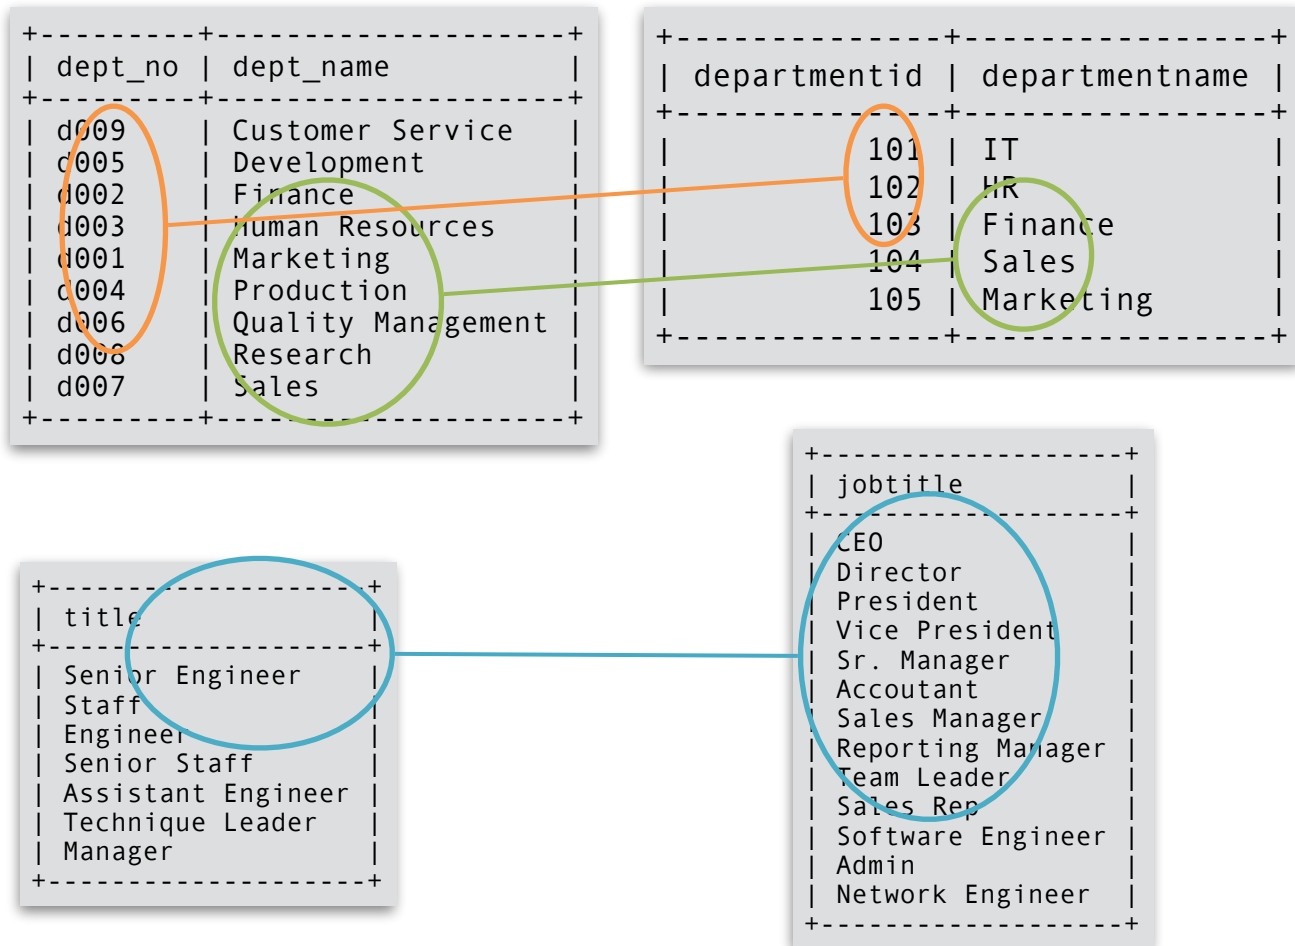 +---------+--------------------+
| dept_no | dept_name          |
+---------+--------------------+
| d009    | Customer Service   |
| d005    | Development        |
| d002    | Finance            |
| d003    | Human Resources    |
| d001    | Marketing          |
| d004    | Production         |
| d006    | Quality Management |
| d008    | Research           |
| d007    | Sales              |
+---------+--------------------+
+--------------+----------------+
| departmentid | departmentname |
+--------------+----------------+
|          101 | IT             |
|          102 | HR             |
|          103 | Finance        |
|          104 | Sales          |
|          105 | Marketing      |
+--------------+----------------+
+--------------------+
| title              |
+--------------------+
| Senior Engineer    |
| Staff              |
| Engineer           |
| Senior Staff       |
| Assistant Engineer |
| Technique Leader   |
| Manager            |
+--------------------+
+-------------------+
| jobtitle          |
+-------------------+
| CEO               |
| Director          |
| President         |
| Vice President    |
| Sr. Manager       |
| Accoutant         |
| Sales Manager     |
| Reporting Manager |
| Team Leader       |
| Sales Rep         |
| Software Engineer |
| Admin             |
| Network Engineer  |
+-------------------+